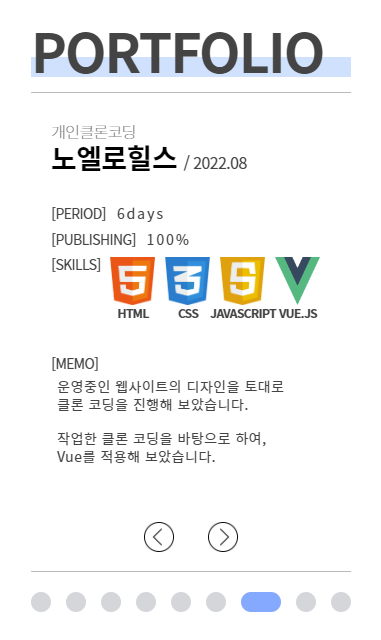 PORTFOLIO
개인클론코딩
노엘로힐스 / 2022.08
[PERIOD] 6days
[PUBLISHING] 100%
[SKILLS]
HTML CSS JAVASCRIPT VUE.JS
[MEMO]
운영중인 웹사이트의 디자인을 토대로
클론 코딩을 진행해 보았습니다.
작업한 클론 코딩을 바탕으로 하여,
Vue를 적용해 보았습니다.